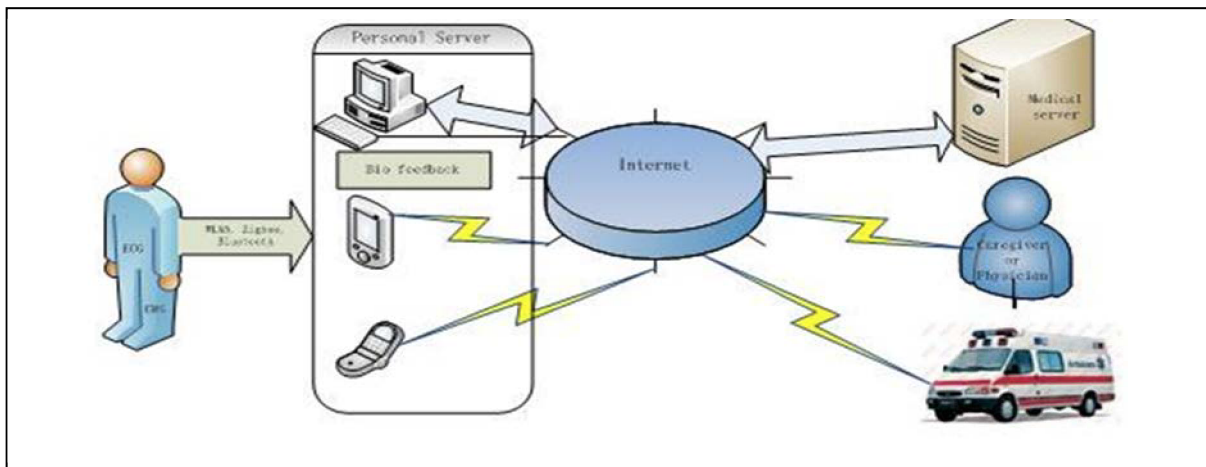 Personal Server
Medical
server
Internet
Bio feedback
WLAN, Zigbee,
Bluetooth
ECG
EMG
Caregiver
or
Physician